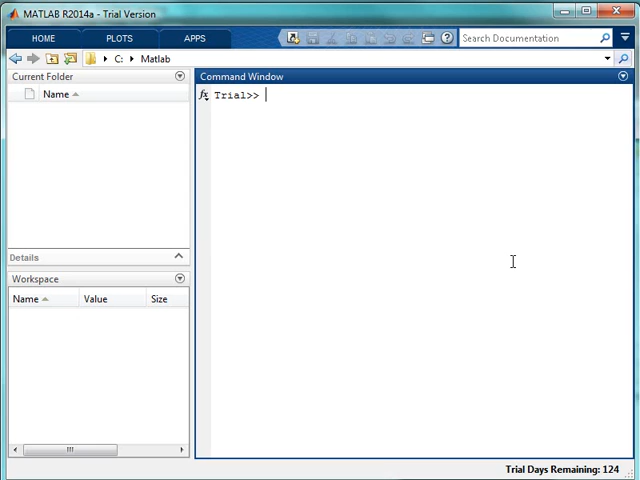 MATLAB R2014a - Trial Version
HOME PLOTS APPS Search Documentation
C: Matlab
Current Folder
Name
Details
Workspace
Name Value Size
Command Window
fx Trial>>
Trial Days Remaining: 124